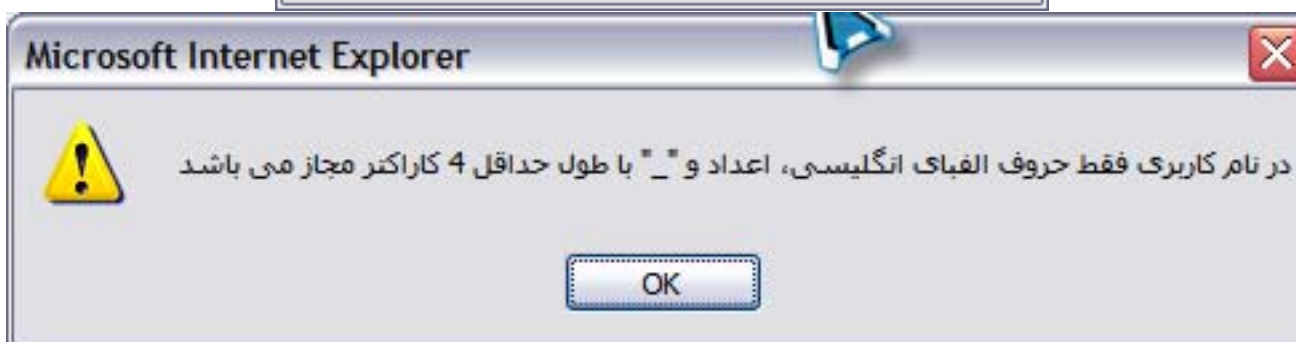 Microsoft Internet Explorer
در نام کاربری فقط حروف الفبای انگلیسی، اعداد و "_" با طول حداقل 4 کاراکتر مجاز می باشد
OK